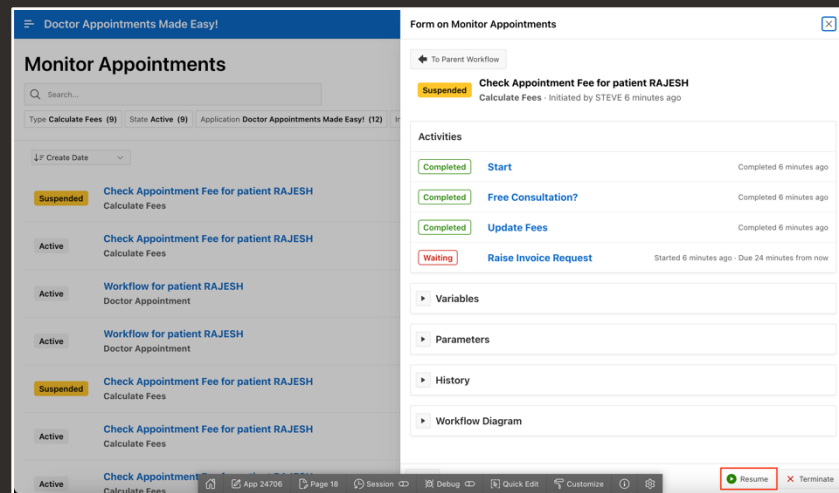 Doctor Appointments Made Easy!
Monitor Appointments
Search...
Type Calculate Fees (9) State Active (9) Application Doctor Appointments Made Easy! (12)
Create Date
Suspended Check Appointment Fee for patient RAJESH
Calculate Fees
Active Check Appointment Fee for patient RAJESH
Calculate Fees
Active Workflow for patient RAJESH
Doctor Appointment
Active Workflow for patient RAJESH
Doctor Appointment
Suspended Check Appointment Fee for patient RAJESH
Calculate Fees
Active Check Appointment Fee for patient RAJESH
Calculate Fees
Active Check Appointment
Calculate Fees
Form on Monitor Appointments
To Parent Workflow
Suspended Check Appointment Fee for patient RAJESH
Calculate Fees · Initiated by STEVE 6 minutes ago
Activities
Completed Start Completed 6 minutes ago
Completed Free Consultation? Completed 6 minutes ago
Completed Update Fees Completed 6 minutes ago
Waiting Raise Invoice Request Started 6 minutes ago · Due 24 minutes from now
Variables
Parameters
History
Workflow Diagram
Resume Terminate
App 24706 Page 18 Session Debug Quick Edit Customize